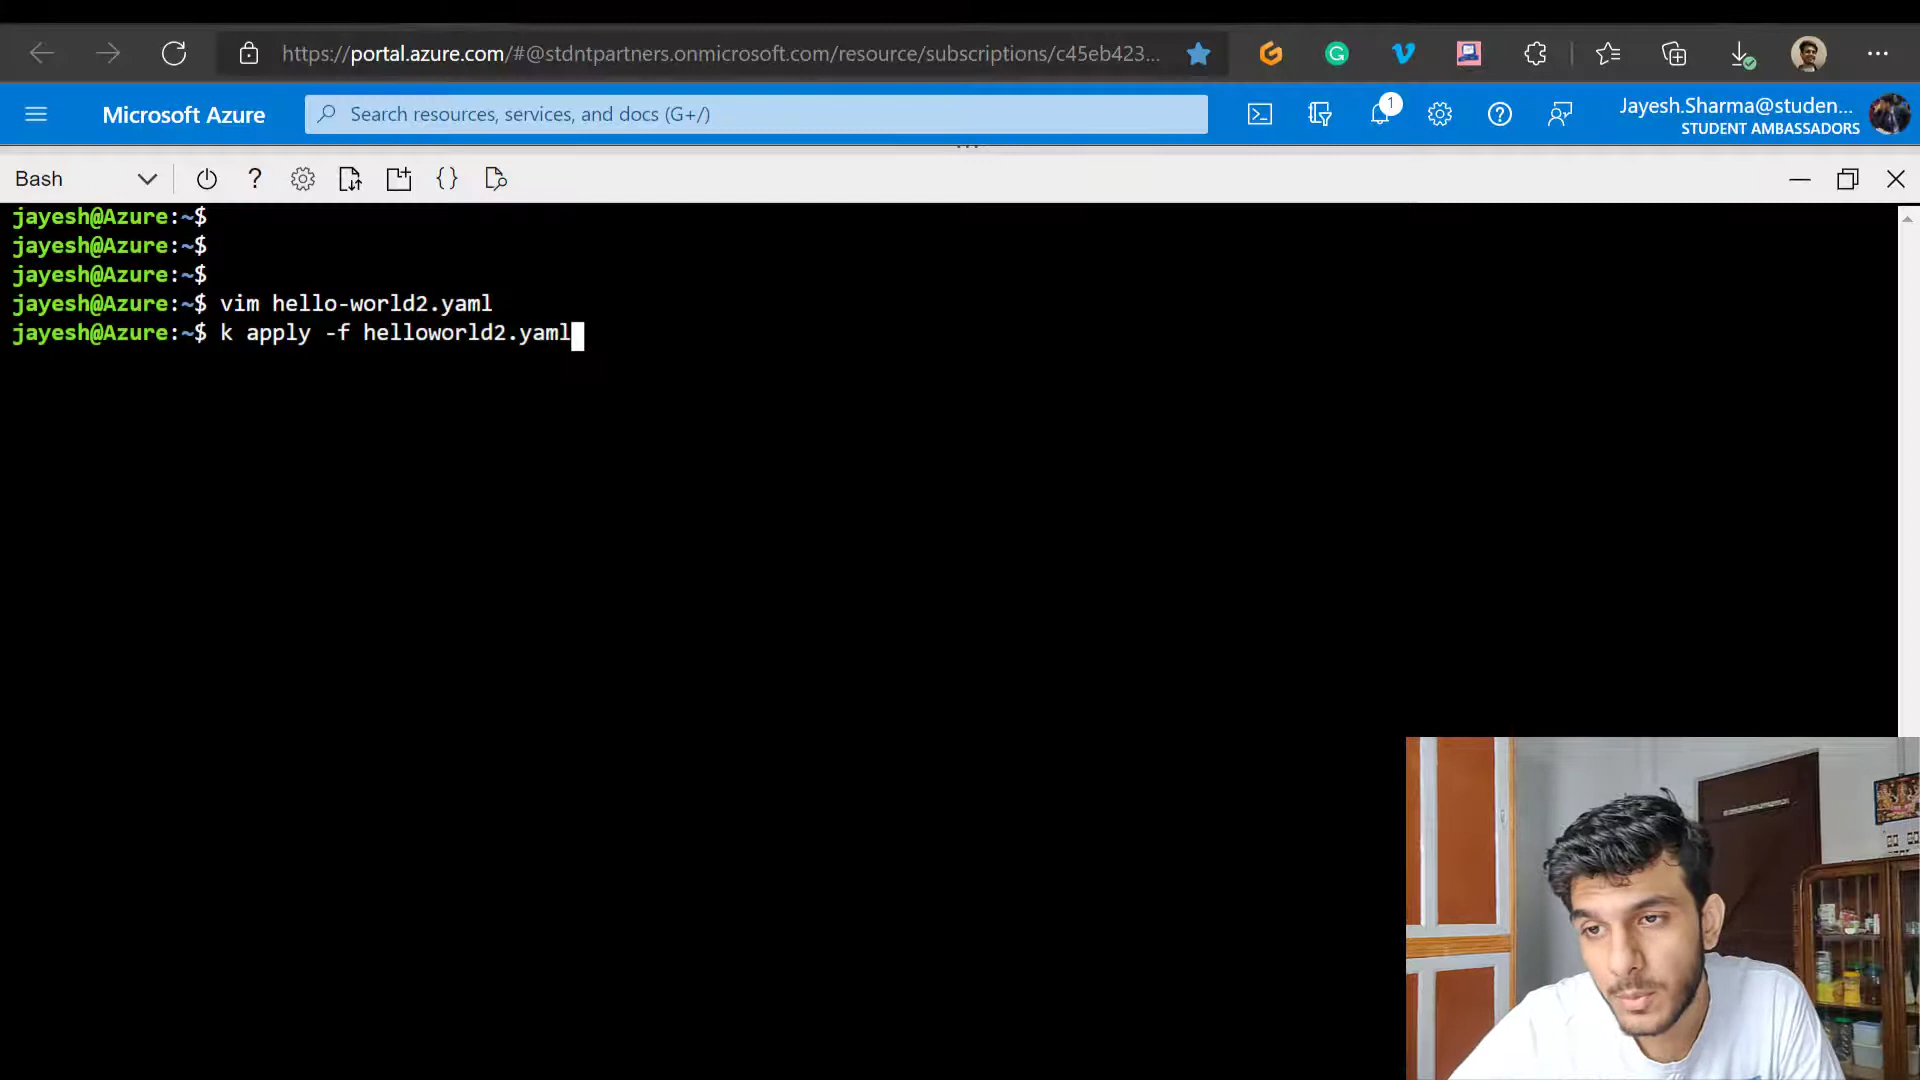 https://portal.azure.com/#@stdntpartners.onmicrosoft.com/resource/subscriptions/c45eb423...
Microsoft Azure
Search resources, services, and docs (G+/)
1
Jayesh.Sharma@studen...
STUDENT AMBASSADORS
Bash
jayesh@Azure:~$
jayesh@Azure:~$
jayesh@Azure:~$
jayesh@Azure:~$ vim hello-world2.yaml
jayesh@Azure:~$ k apply -f helloworld2.yaml